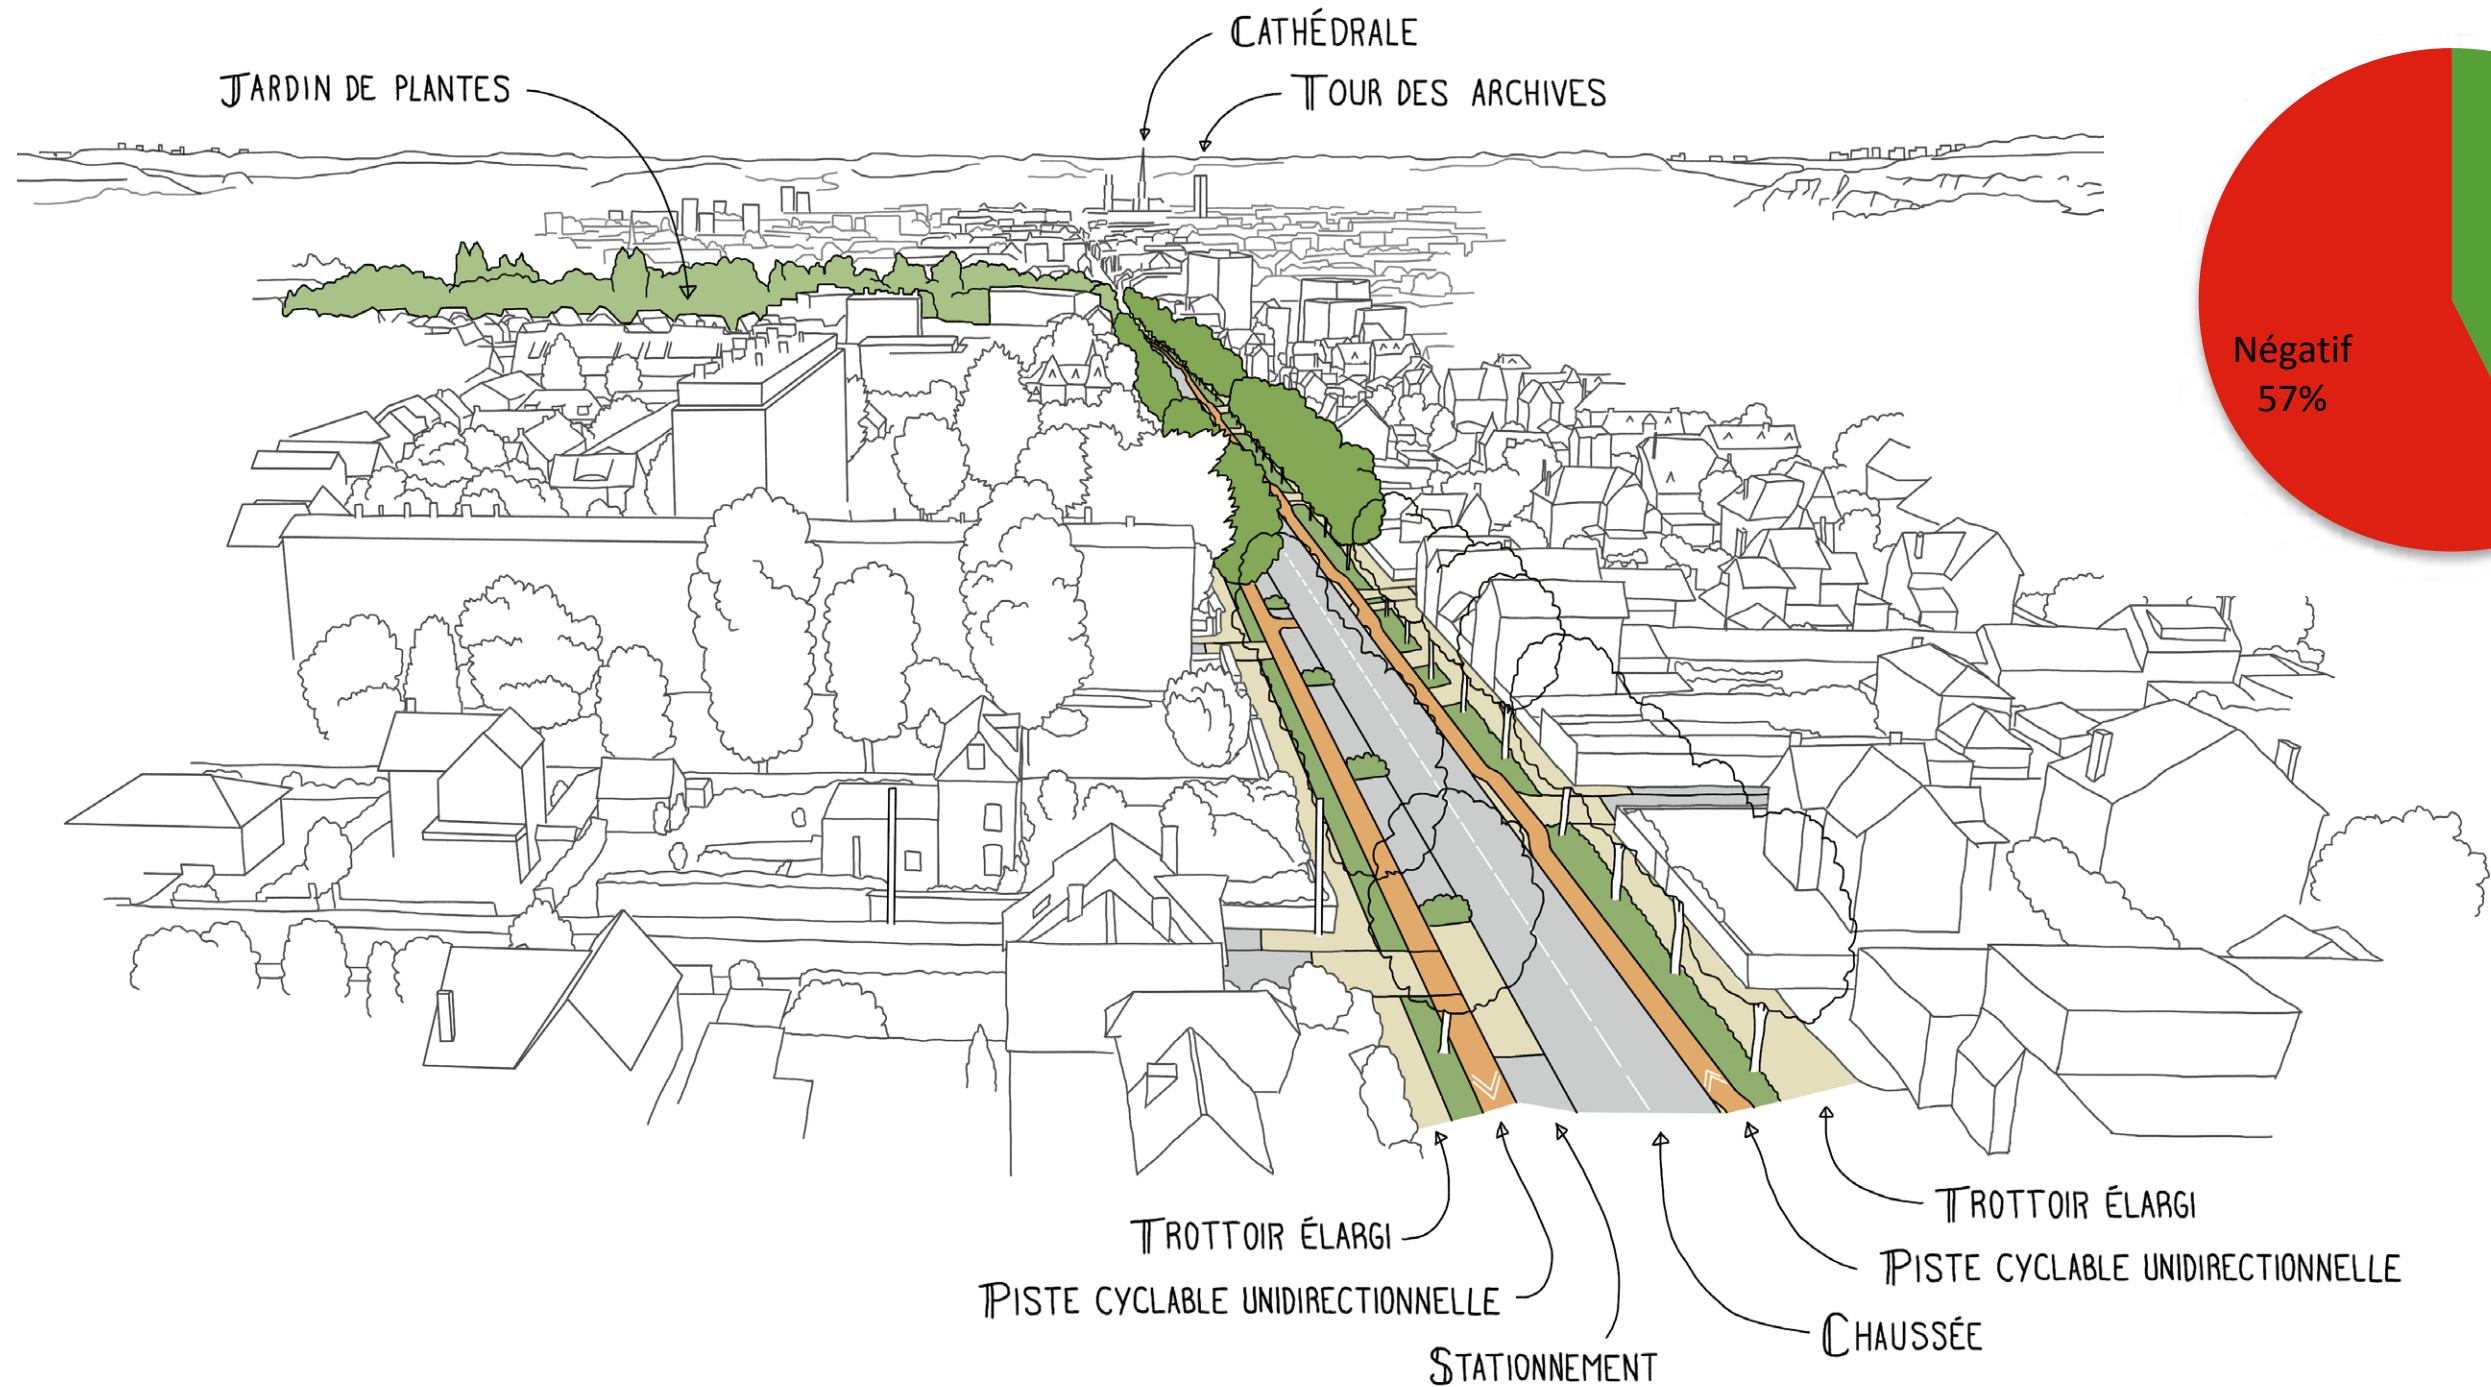 CATHÉDRALE
JARDIN DE PLANTES
TOUR DES ARCHIVES
Négatif
57%
TROTTOIR ÉLARGI
TROTTOIR ÉLARGI
PISTE CYCLABLE UNIDIRECTIONNELLE
PISTE CYCLABLE UNIDIRECTIONNELLE
CHAUSSÉE
STATIONNEMENT